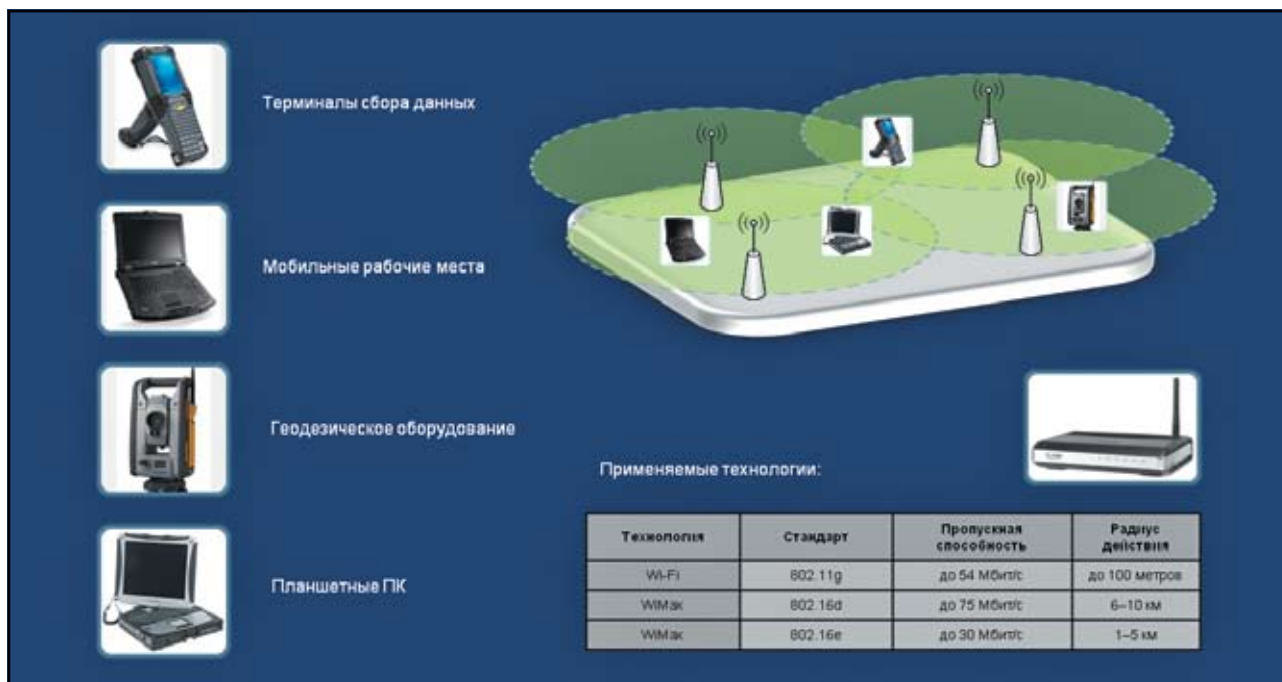 Терминалы сбора данных
Мобильные рабочие места
Геодезическое оборудование
Планшетные ПК
Применяемые технологии:
Технология Стандарт Пропускная способность Радиус действия
Wi-Fi 802.11g до 54 Мбит/с до 100 метров
WiMax 802.16d до 75 Мбит/с 6–10 км
WiMax 802.16e до 30 Мбит/с 1–5 км